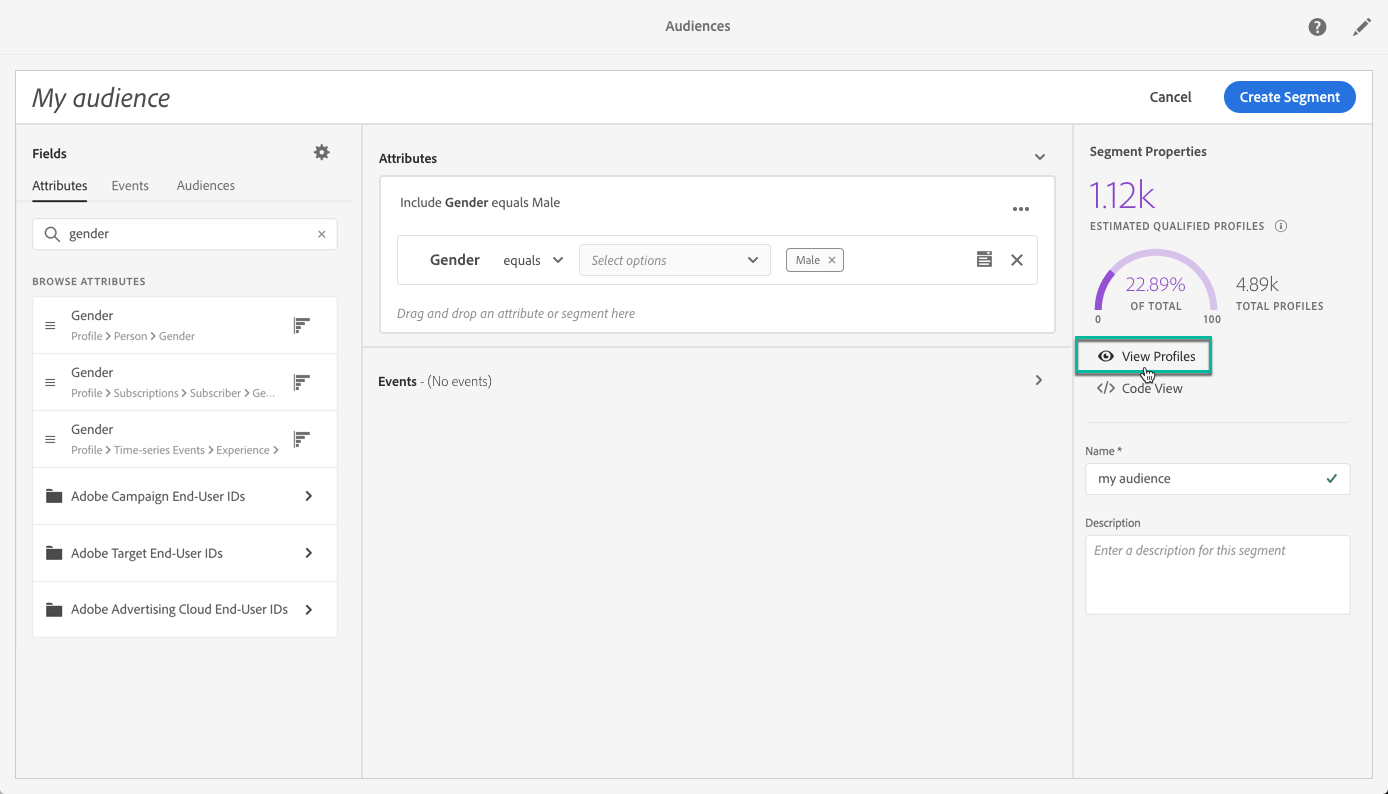 Audiences
My audience
Cancel
Create Segment
Fields
Attributes Events Audiences
gender
BROWSE ATTRIBUTES
Gender
Profile > Person > Gender
Gender
Profile > Subscriptions > Subscriber > Ge...
Gender
Profile > Time-series Events > Experience >
Adobe Campaign End-User IDs
Adobe Target End-User IDs
Adobe Advertising Cloud End-User IDs
Attributes
Include Gender equals Male
Gender equals Select options Male
Drag and drop an attribute or segment here
Events - (No events)
Segment Properties
1.12k
ESTIMATED QUALIFIED PROFILES
22.89%
OF TOTAL
0 100
4.89k
TOTAL PROFILES
View Profiles
</> Code View
Name *
my audience
Description
Enter a description for this segment